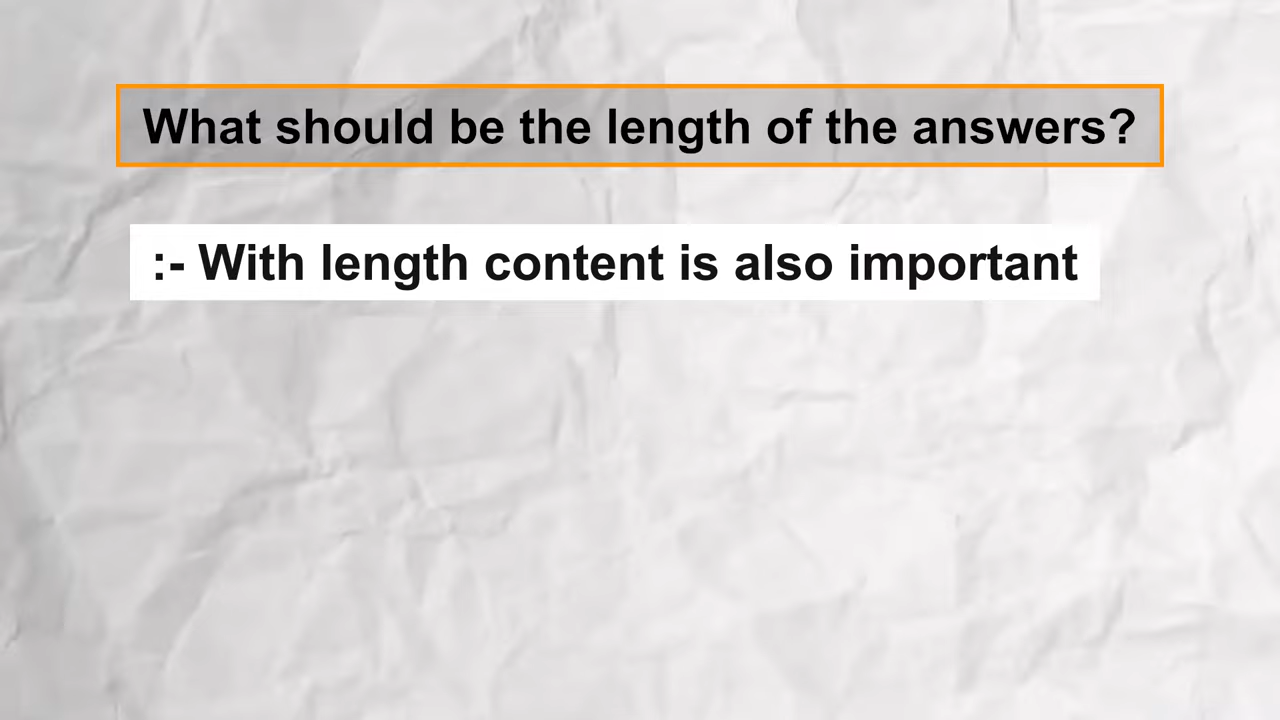 What should be the length of the answers?
:- With length content is also important